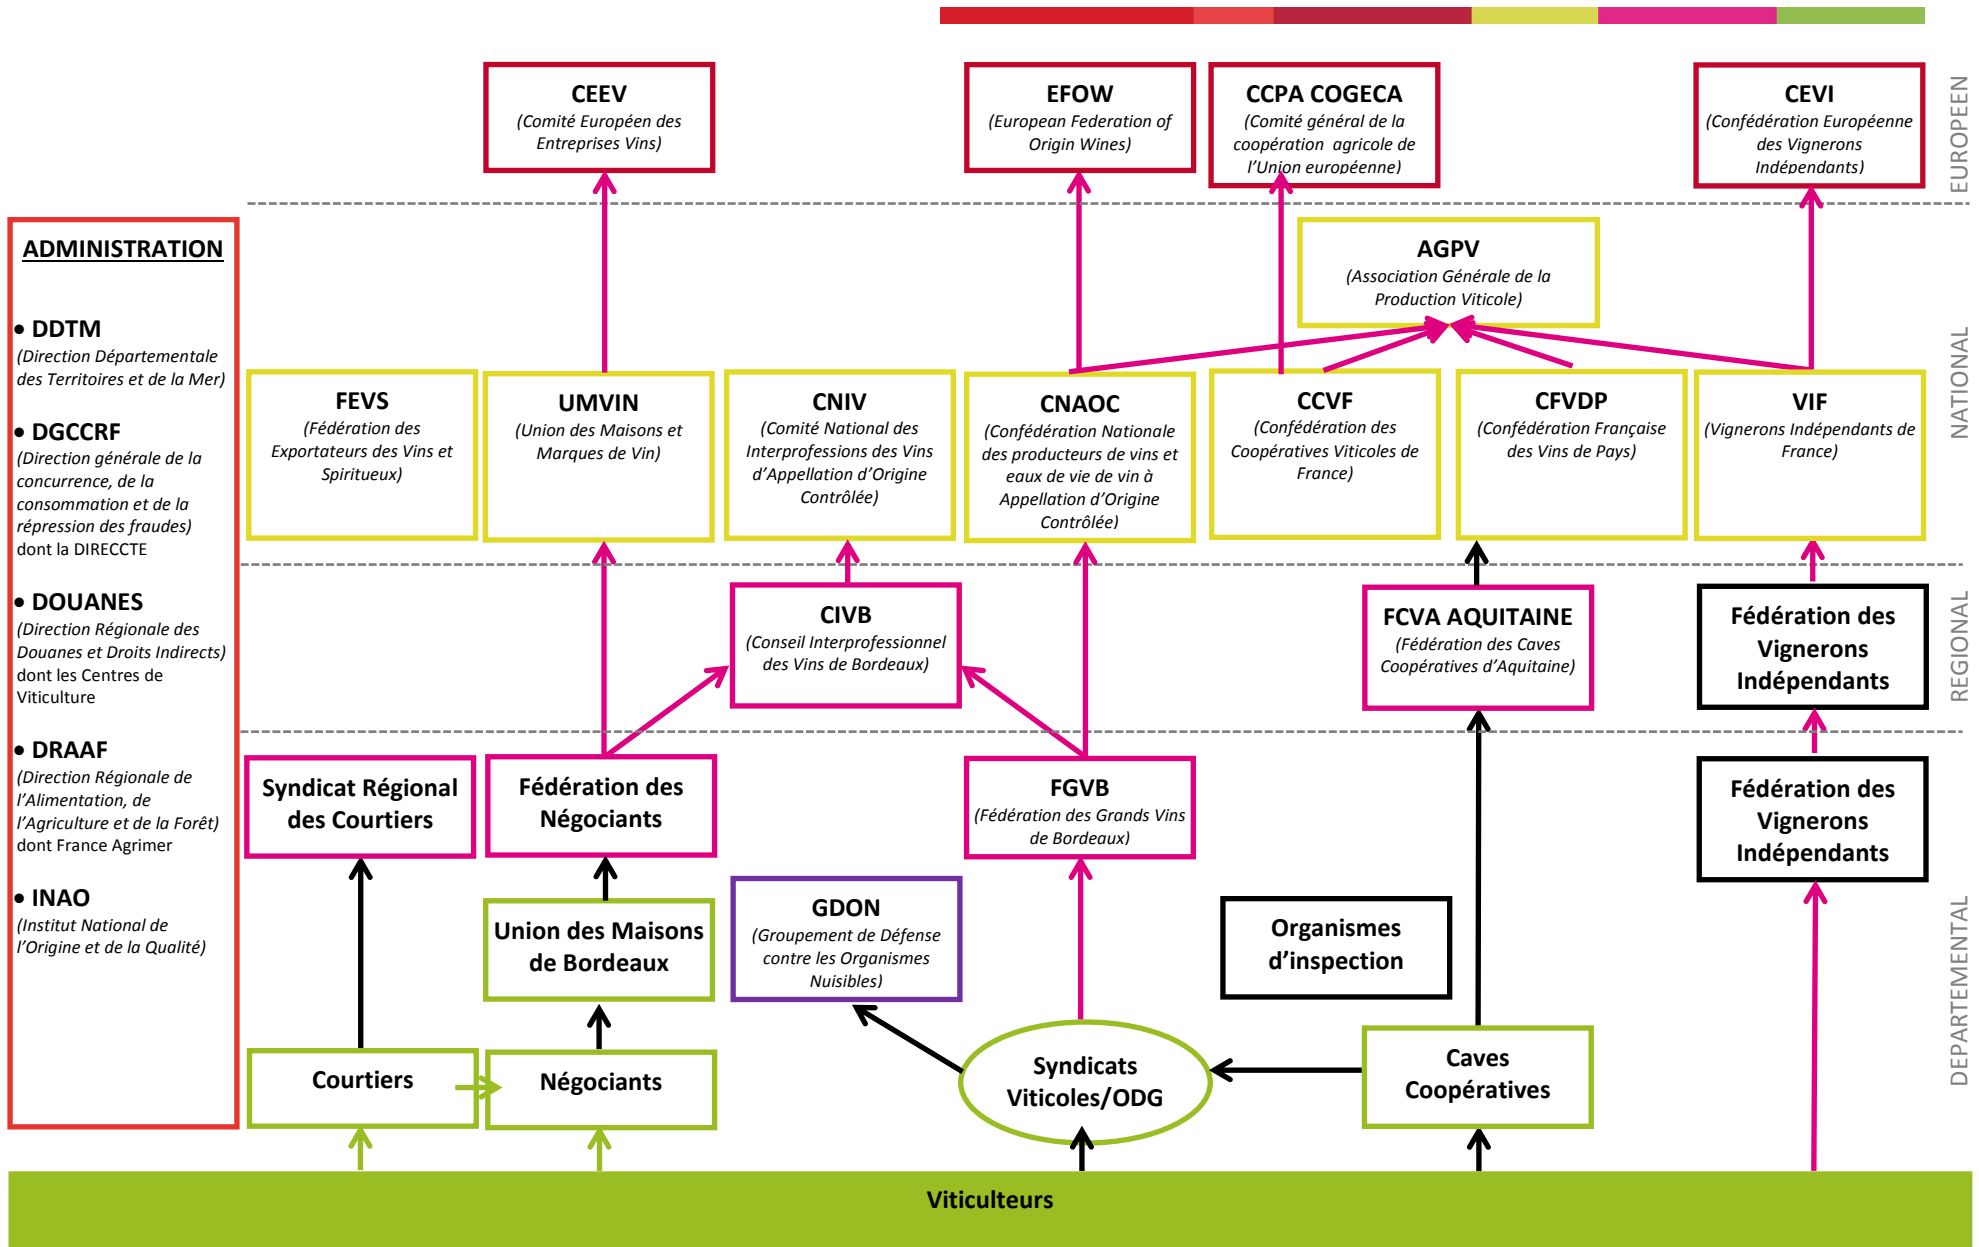 CEEV
(Comité Européen des
Entreprises Vins)
EFOW
(European Federation of
Origin Wines)
CCPA COGECA
(Comité général de la
coopération agricole de
l'Union européenne)
CEVI
(Confédération Européenne
des Vignerons
Indépendants)
EUROPEEN
ADMINISTRATION
• DDTM
(Direction Départementale
des Territoires et de la Mer)
• DGCCRF
(Direction générale de la
concurrence, de la
consommation et de la
répression des fraudes)
dont la DIRECCTE
• DOUANES
(Direction Régionale des
Douanes et Droits Indirects)
dont les Centres de
Viticulture
• DRAAF
(Direction Régionale de
l'Alimentation, de
l'Agriculture et de la Forêt)
dont France Agrimer
• INAO
(Institut National de
l'Origine et de la Qualité)
AGPV
(Association Générale de la
Production Viticole)
FEVS
(Fédération des
Exportateurs des Vins et
Spiritueux)
UMVIN
(Union des Maisons et
Marques de Vin)
CNIV
(Comité National des
Interprofessions des Vins
d'Appellation d'Origine
Contrôlée)
CNAOC
(Confédération Nationale
des producteurs de vins et
eaux de vie de vin à
Appellation d'Origine
Contrôlée)
CCVF
(Confédération des
Coopératives Viticoles de
France)
CFVDP
(Confédération Française
des Vins de Pays)
VIF
(Vignerons Indépendants de
France)
NATIONAL
CIVB
(Conseil Interprofessionnel
des Vins de Bordeaux)
FCVA AQUITAINE
(Fédération des Caves
Coopératives d'Aquitaine)
Fédération des
Vignerons
Indépendants
REGIONAL
Syndicat Régional
des Courtiers
Fédération des
Négociants
FGVB
(Fédération des Grands Vins
de Bordeaux)
Fédération des
Vignerons
Indépendants
Union des Maisons
de Bordeaux
GDON
(Groupement de Défense
contre les Organismes
Nuisibles)
Organismes
d'inspection
DEPARTEMENTAL
Courtiers
Négociants
Syndicats
Viticoles/ODG
Caves
Coopératives
Viticulteurs